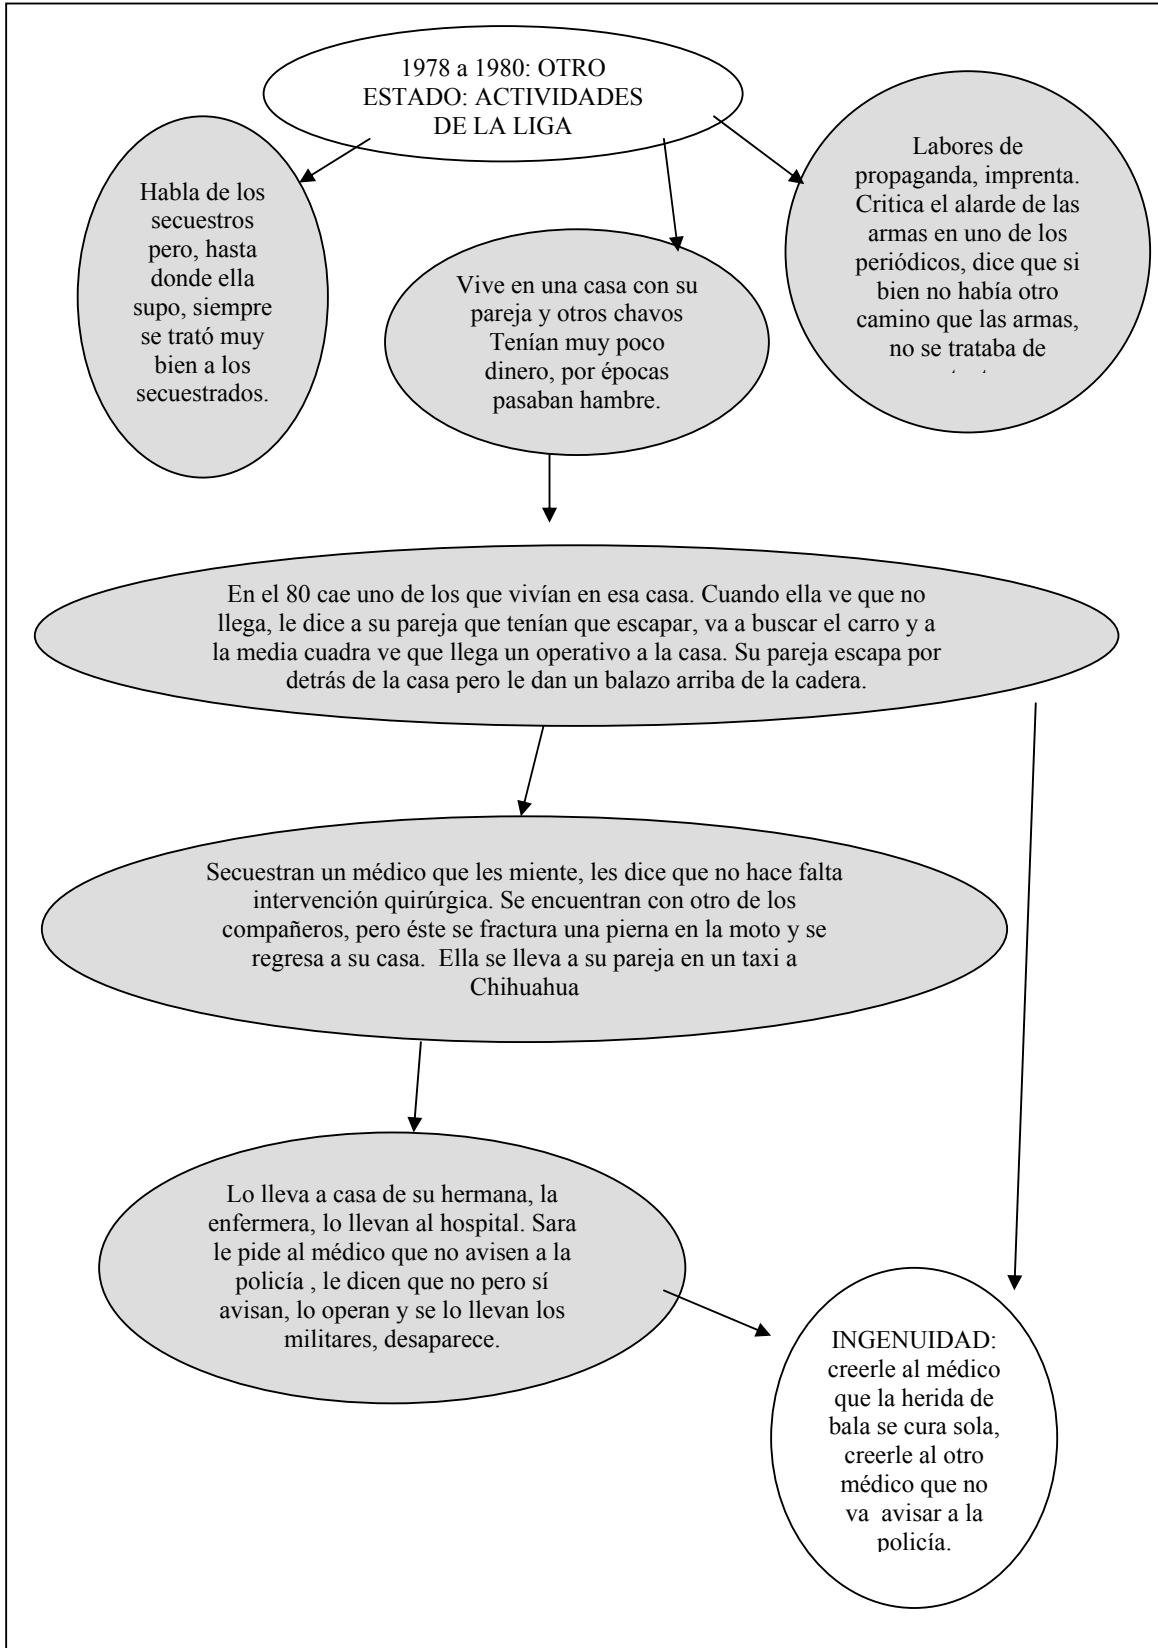 1978 a 1980: OTRO
ESTADO: ACTIVIDADES
DE LA LIGA
Habla de los
secuestros
pero, hasta
donde ella
supo, siempre
se trató muy
bien a los
secuestrados.
Vive en una casa con su
pareja y otros chavos
Tenían muy poco
dinero, por épocas
pasaban hambre.
Labores de
propaganda, imprenta.
Critica el alarde de las
armas en uno de los
periódicos, dice que si
bien no había otro
camino que las armas,
no se trataba de
En el 80 cae uno de los que vivían en esa casa. Cuando ella ve que no
llega, le dice a su pareja que tenían que escapar, va a buscar el carro y a
la media cuadra ve que llega un operativo a la casa. Su pareja escapa por
detrás de la casa pero le dan un balazo arriba de la cadera.
Secuestran un médico que les miente, les dice que no hace falta
intervención quirúrgica. Se encuentran con otro de los
compañeros, pero éste se fractura una pierna en la moto y se
regresa a su casa.  Ella se lleva a su pareja en un taxi a
Chihuahua
Lo lleva a casa de su hermana, la
enfermera, lo llevan al hospital. Sara
le pide al médico que no avisen a la
policía , le dicen que no pero sí
avisan, lo operan y se lo llevan los
militares, desaparece.
INGENUIDAD:
creerle al médico
que la herida de
bala se cura sola,
creerle al otro
médico que no
va  avisar a la
policía.